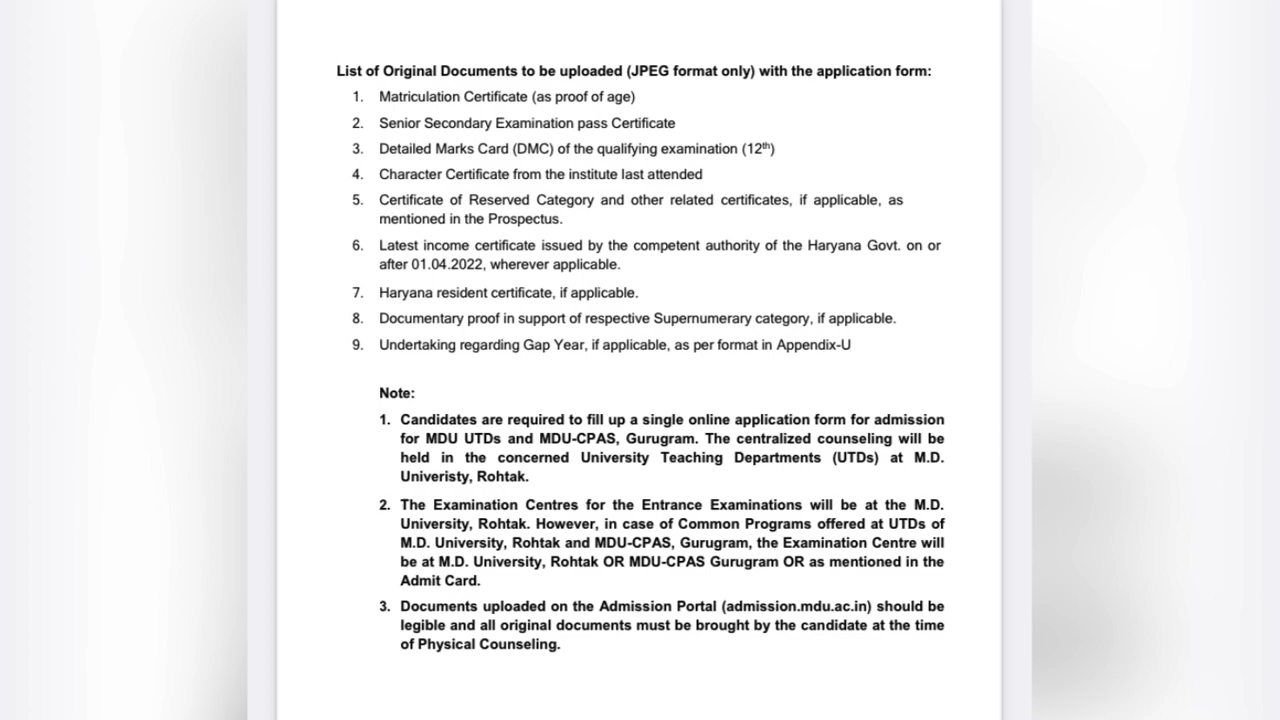 List of Original Documents to be uploaded (JPEG format only) with the application form:
1. Matriculation Certificate (as proof of age)
2. Senior Secondary Examination pass Certificate
3. Detailed Marks Card (DMC) of the qualifying examination (12th)
4. Character Certificate from the institute last attended
5. Certificate of Reserved Category and other related certificates, if applicable, as
mentioned in the Prospectus.
6. Latest income certificate issued by the competent authority of the Haryana Govt. on or
after 01.04.2022, wherever applicable.
7. Haryana resident certificate, if applicable.
8. Documentary proof in support of respective Supernumerary category, if applicable.
9. Undertaking regarding Gap Year, if applicable, as per format in Appendix-U
Note:
1. Candidates are required to fill up a single online application form for admission
for MDU UTDs and MDU-CPAS, Gurugram. The centralized counseling will be
held in the concerned University Teaching Departments (UTDs) at M.D.
Univeristy, Rohtak.
2. The Examination Centres for the Entrance Examinations will be at the M.D.
University, Rohtak. However, in case of Common Programs offered at UTDs of
M.D. University, Rohtak and MDU-CPAS, Gurugram, the Examination Centre will
be at M.D. University, Rohtak OR MDU-CPAS Gurugram OR as mentioned in the
Admit Card.
3. Documents uploaded on the Admission Portal (admission.mdu.ac.in) should be
legible and all original documents must be brought by the candidate at the time
of Physical Counseling.